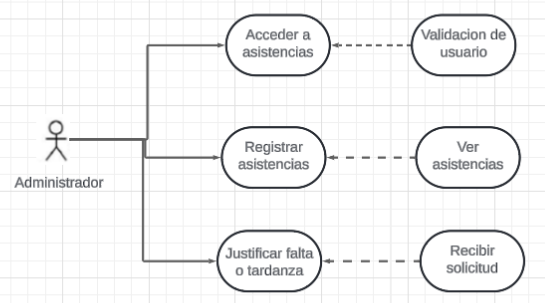 Acceder a
asistencias
Validacion de
usuario
Administrador
Registrar
asistencias
Ver
asistencias
Justificar falta
o tardanza
Recibir
solicitud